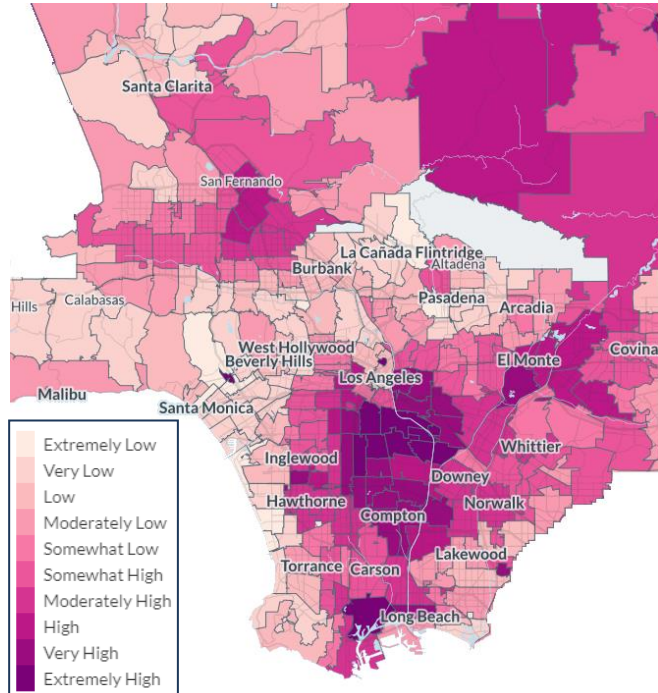 Santa Clarita
San Fernando
La Cañada Flintridge
Burbank
Altadena
Hills
Calabasas
Pasadena
Arcadia
West Hollywood
Beverly Hills
El Monte
Covina
Los Angeles
Malibu
Santa Monica
Inglewood
Whittier
Downey
Hawthorne
Norwalk
Compton
Lakewood
Torrance
Carson
Long Beach
Extremely Low
Very Low
Low
Moderately Low
Somewhat Low
Somewhat High
Moderately High
High
Very High
Extremely High